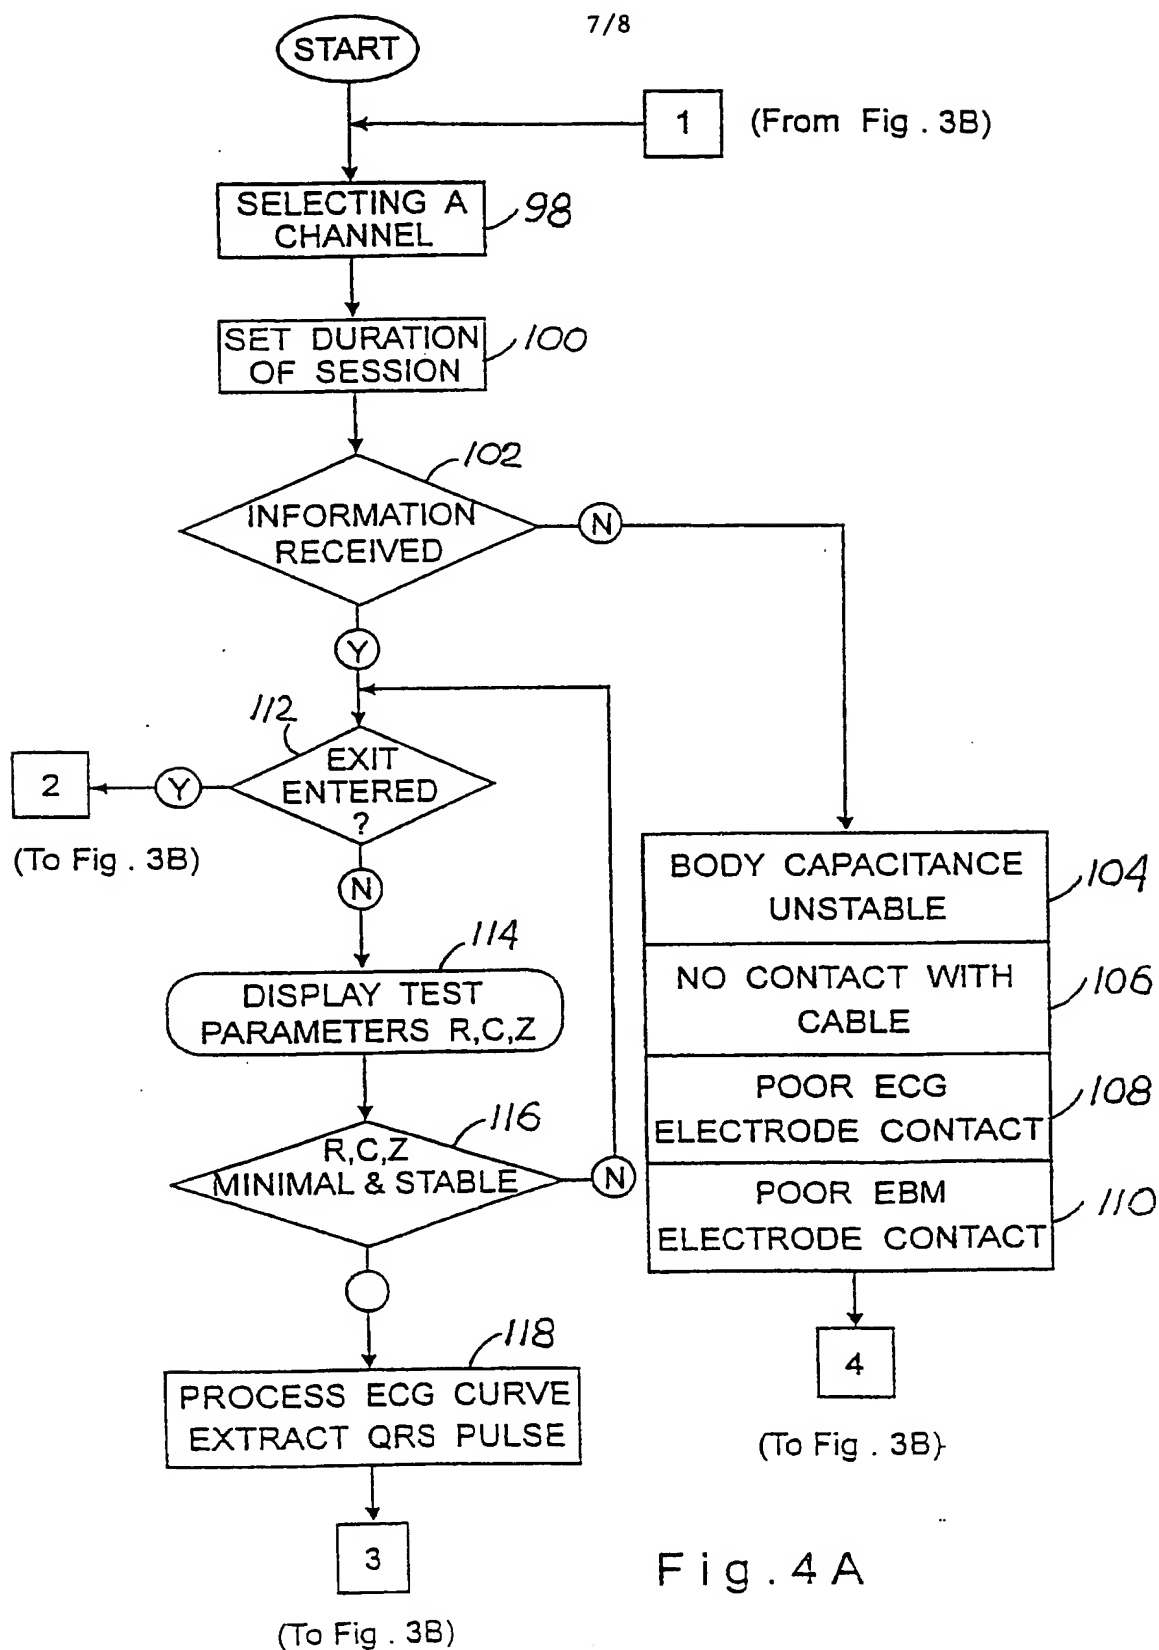 7/8
START
1
(From Fig. 3B)
SELECTING A
CHANNEL
98
SET DURATION
OF SESSION
100
102
INFORMATION
RECEIVED
N
Y
112
EXIT
ENTERED
?
2
Y
(To Fig. 3B)
N
114
DISPLAY TEST
PARAMETERS R,C,Z
116
R,C,Z
MINIMAL & STABLE
N
118
PROCESS ECG CURVE
EXTRACT QRS PULSE
3
(To Fig. 3B)
BODY CAPACITANCE
UNSTABLE
104
NO CONTACT WITH
CABLE
106
POOR ECG
ELECTRODE CONTACT
108
POOR EBM
ELECTRODE CONTACT
110
4
(To Fig. 3B)
Fig. 4A